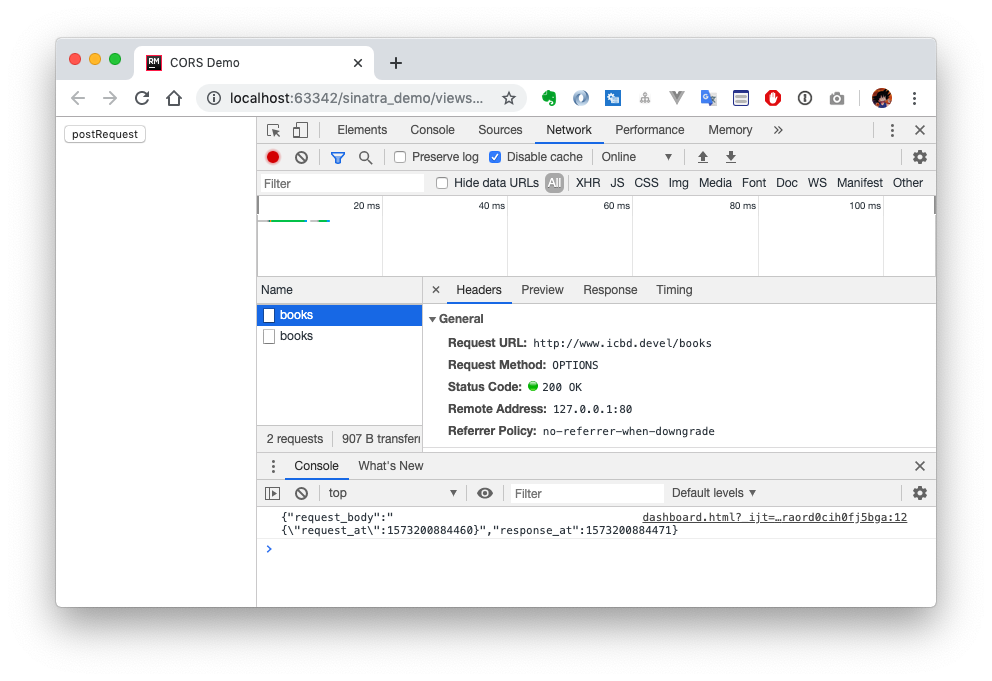 CORS Demo
localhost:63342/sinatra_demo/views...
postRequest
Elements Console Sources Network Performance Memory »
Preserve log Disable cache Online
Filter Hide data URLs All XHR JS CSS Img Media Font Doc WS Manifest Other
20 ms 40 ms 60 ms 80 ms 100 ms
Name
Headers Preview Response Timing
books
books
General
Request URL: http://www.icbd.devel/books
Request Method: OPTIONS
Status Code: 200 OK
Remote Address: 127.0.0.1:80
Referrer Policy: no-referrer-when-downgrade
2 requests 907 B transferr
Console What's New
top Filter Default levels
{"request_body":" dashboard.html?_ijt=…raord0cih0fj5bga:12
{\"request_at\":1573200884460}","response_at":1573200884471}